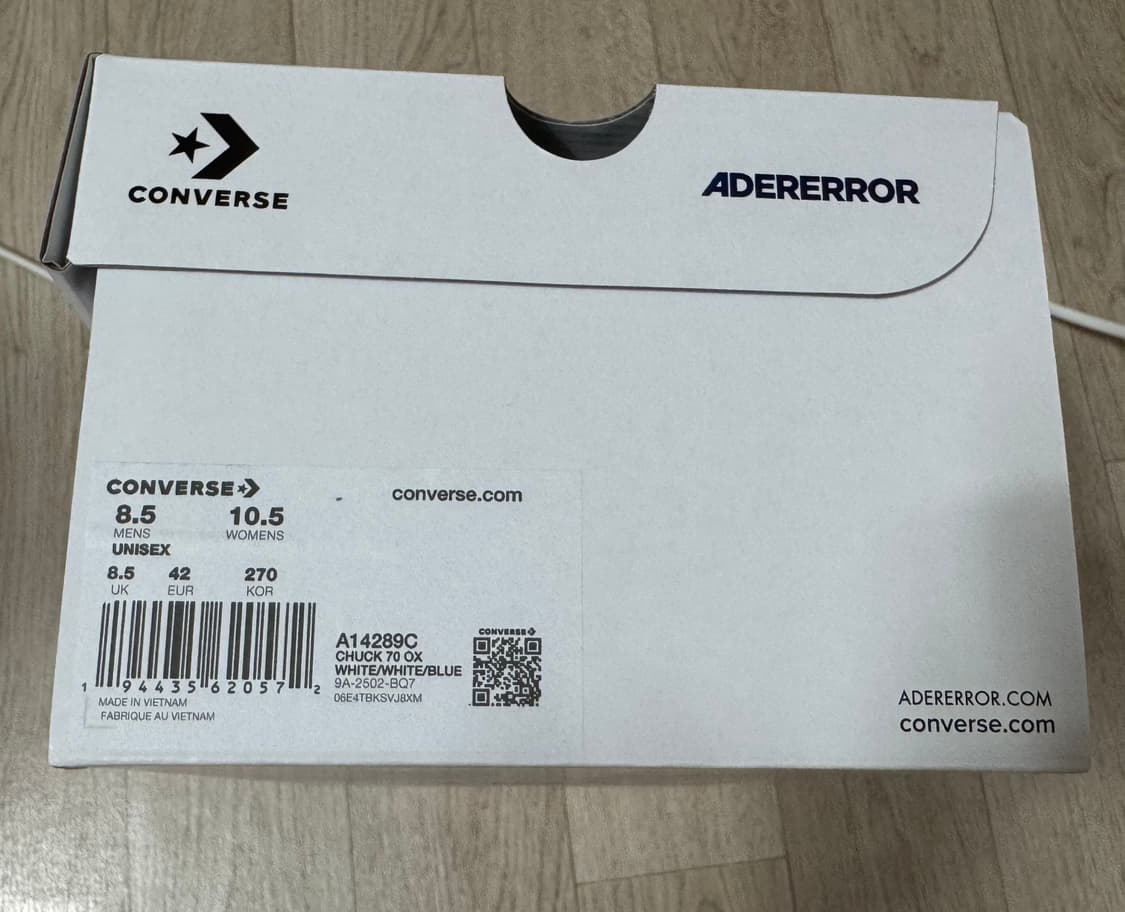 CONVERSE
ADERERROR
CONVERSE
converse.com
8.5 10.5
MENS WOMENS
UNISEX
8.5 42 270
UK EUR KOR
1 94435 62057 2
MADE IN VIETNAM
FABRIQUE AU VIETNAM
A14289C
CHUCK 70 OX
WHITE/WHITE/BLUE
9A-2502-BQ7
06E4TBKSVJ8XM
CONVERSE
ADERERROR.COM
converse.com